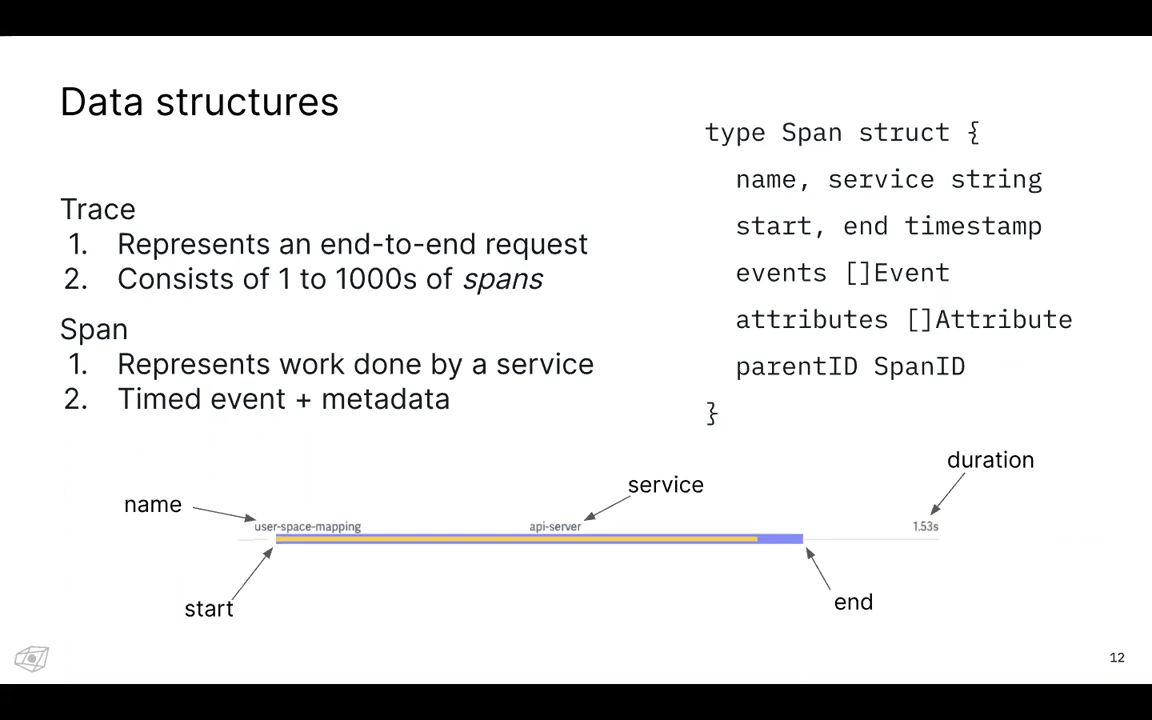 Data structures
Trace
1. Represents an end-to-end request
2. Consists of 1 to 1000s of spans
Span
1. Represents work done by a service
2. Timed event + metadata
type Span struct {
name, service string
start, end timestamp
events []Event
attributes []Attribute
parentID SpanID
}
duration
service
name
user-space-mapping api-server 1.53s
start
end
12